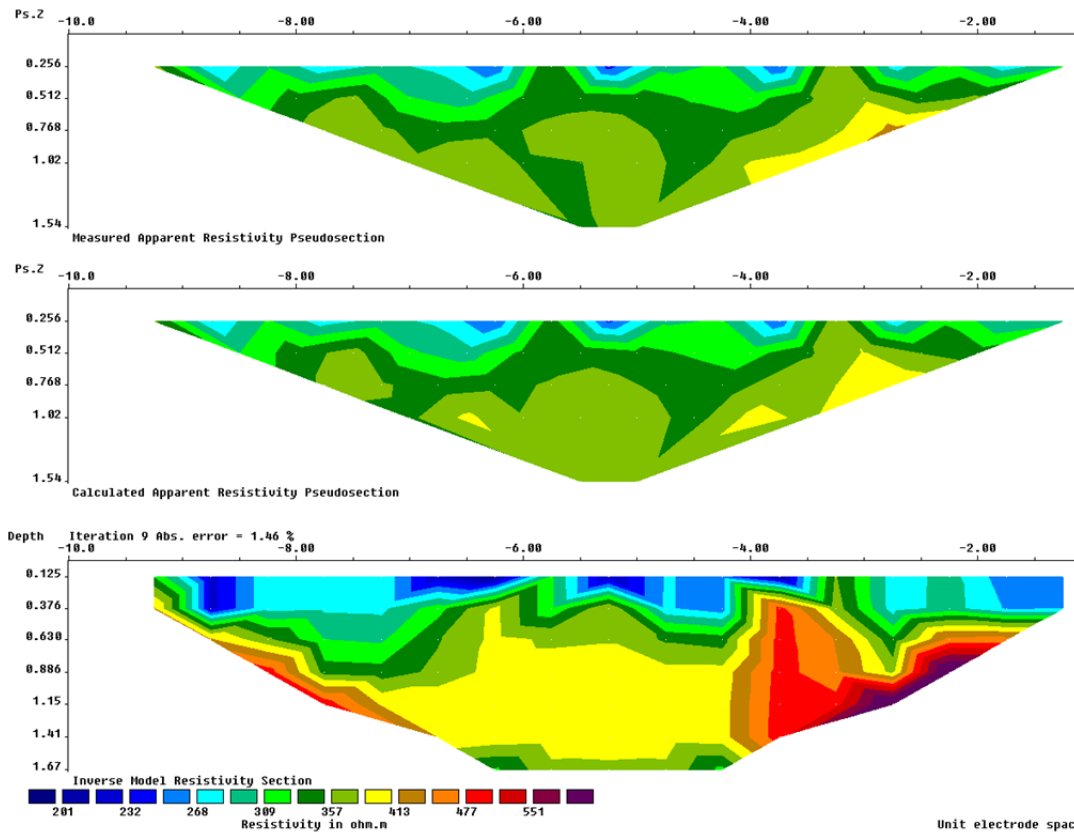 Ps.Z
-10.0 -8.00 -6.00 -4.00 -2.00
0.256
0.512
0.768
1.02
1.54
Measured Apparent Resistivity Pseudosection
Ps.Z
-10.0 -8.00 -6.00 -4.00 -2.00
0.256
0.512
0.768
1.02
1.54
Calculated Apparent Resistivity Pseudosection
Depth Iteration 9 Abs. error = 1.46 %
-10.0 -8.00 -6.00 -4.00 -2.00
0.125
0.376
0.630
0.886
1.15
1.41
1.67
Inverse Model Resistivity Section
201 232 268 309 357 413 477 551
Resistivity in ohm.m Unit electrode spac